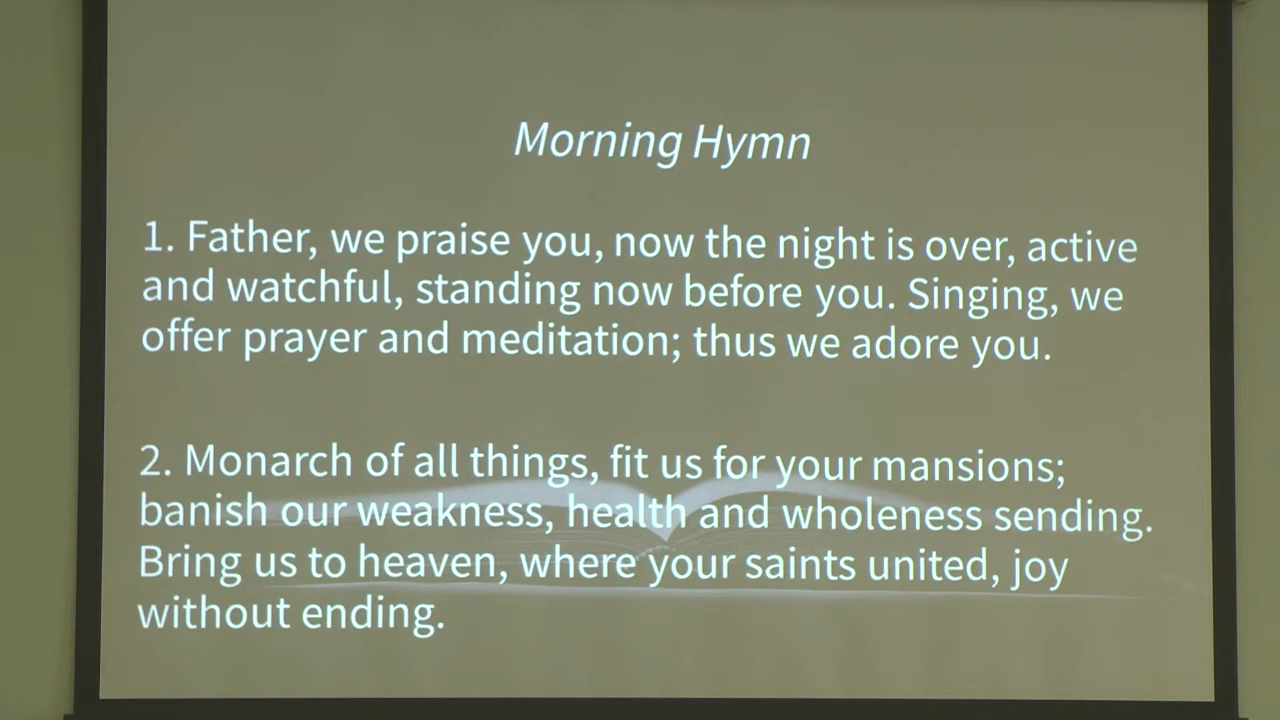 Morning Hymn
1. Father, we praise you, now the night is over, active
and watchful, standing now before you. Singing, we
offer prayer and meditation; thus we adore you.
2. Monarch of all things, fit us for your mansions;
banish our weakness, health and wholeness sending.
Bring us to heaven, where your saints united, joy
without ending.